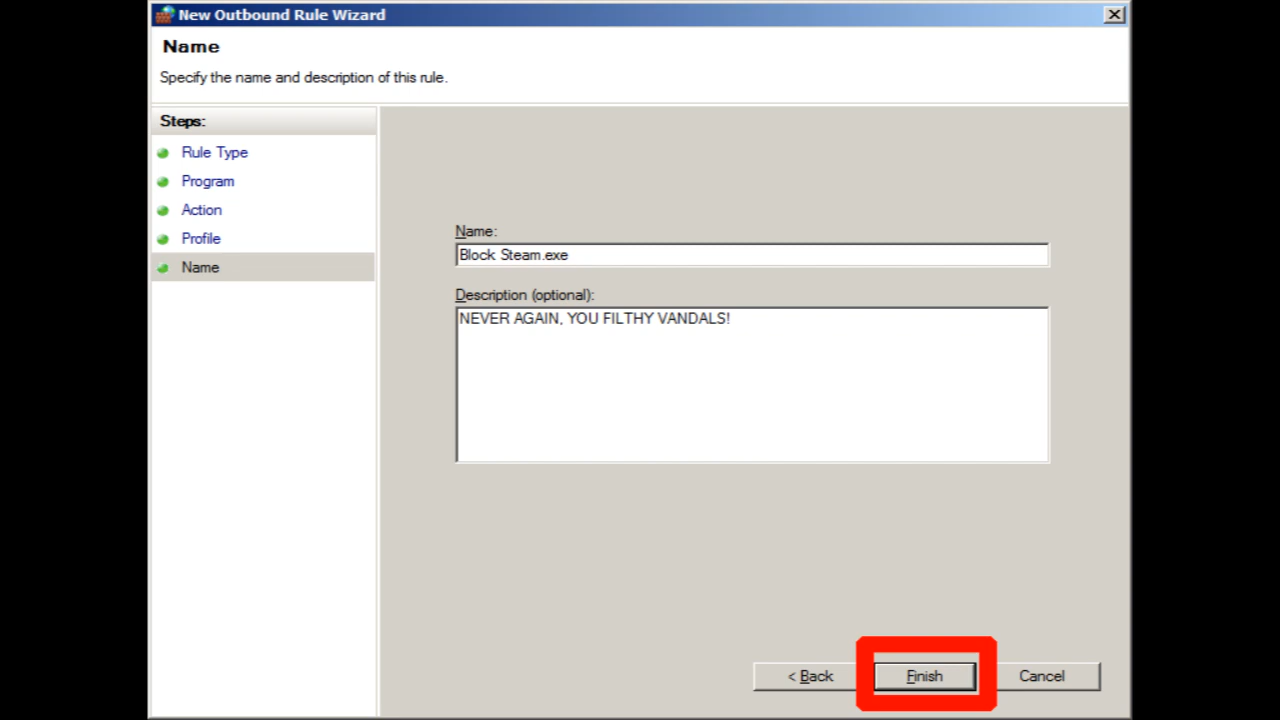 New Outbound Rule Wizard
Name
Specify the name and description of this rule.
Steps:
Rule Type
Program
Action
Profile
Name
Name:
Block Steam.exe
Description (optional):
NEVER AGAIN, YOU FILTHY VANDALS!
< Back
Finish
Cancel